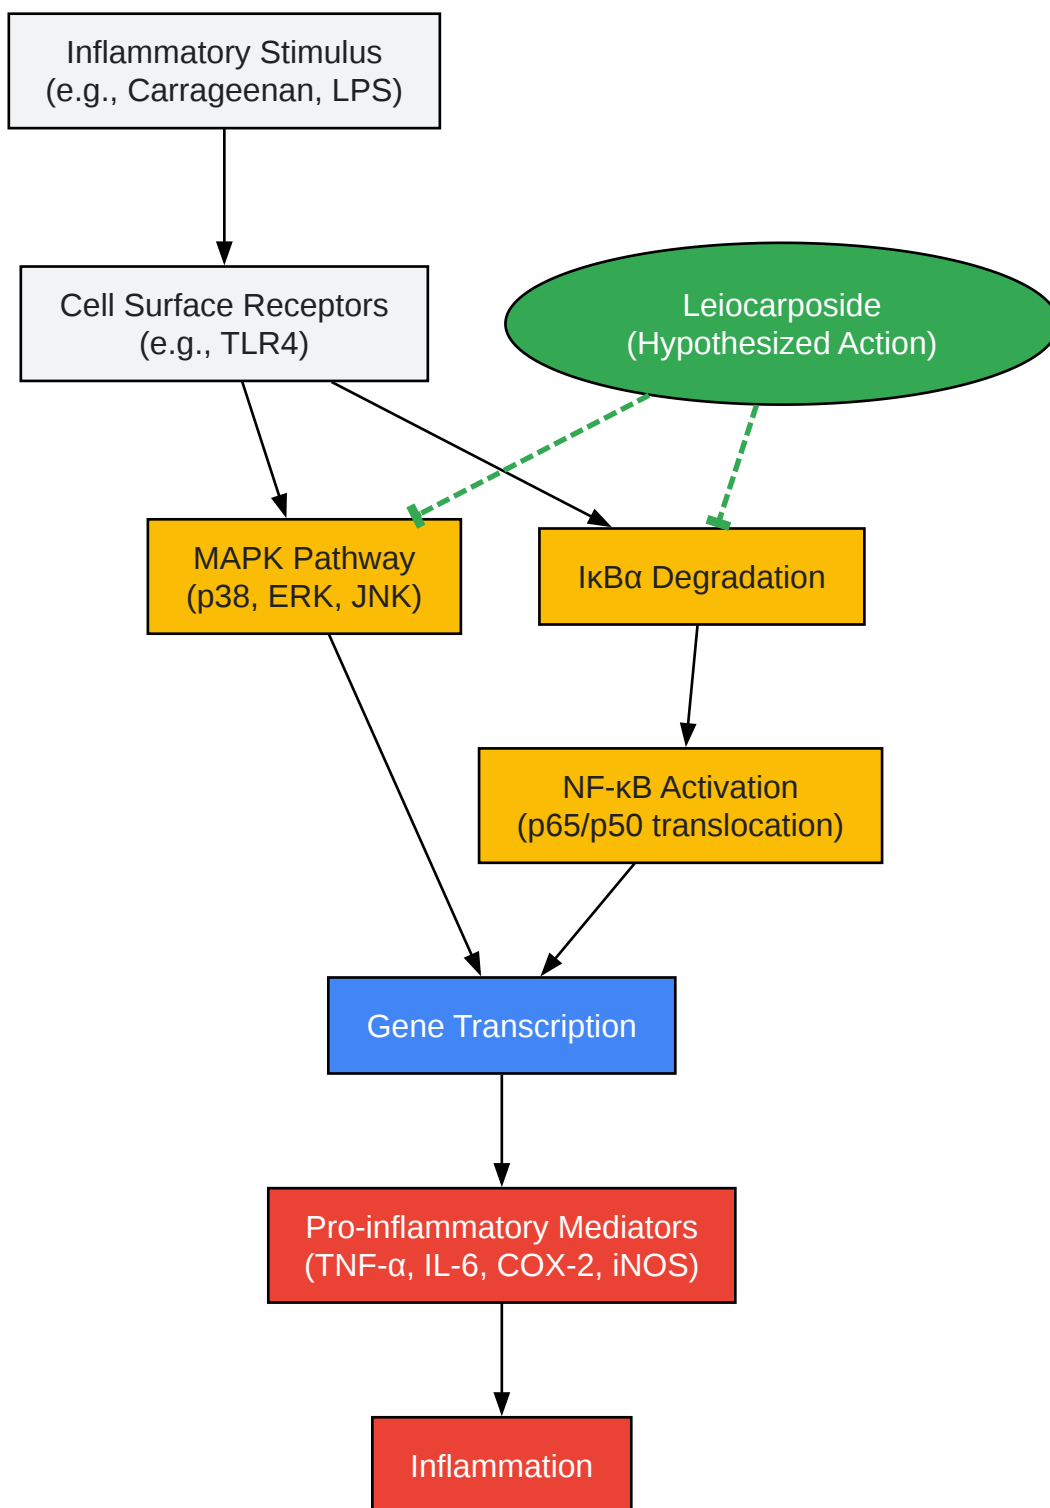 Inflammatory Stimulus
(e.g., Carrageenan, LPS)
Cell Surface Receptors
(e.g., TLR4)
Leiocarposide
(Hypothesized Action)
MAPK Pathway
(p38, ERK, JNK)
IκBα Degradation
NF-κB Activation
(p65/p50 translocation)
Gene Transcription
Pro-inflammatory Mediators
(TNF-α, IL-6, COX-2, iNOS)
Inflammation